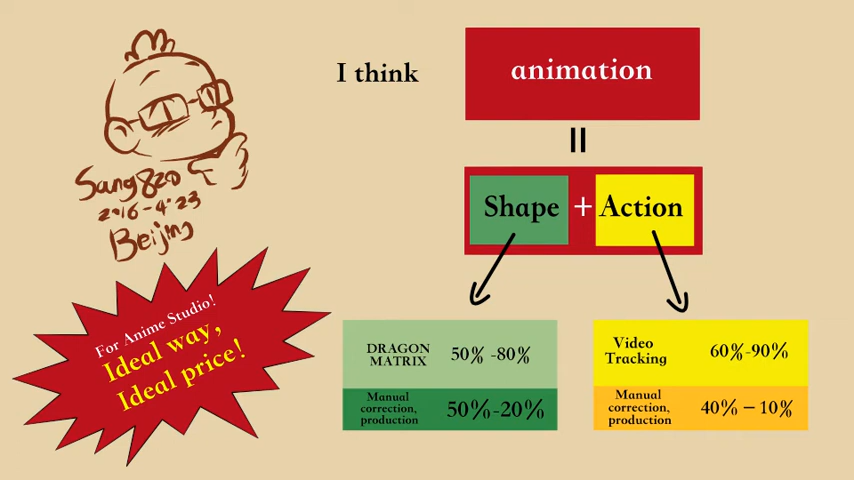 I think
animation
=
Shape + Action
Sang820
2016-4-23
Beijing
For Anime Studio!
Ideal way,
Ideal price!
DRAGON
MATRIX
50% -80%
Manual
correction,
production
50%-20%
Video
Tracking
60%-90%
Manual
correction,
production
40% – 10%